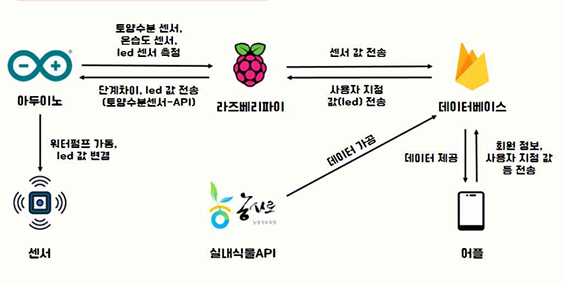 토양수분 센서,
온습도 센서,
led 센서 측정
센서 값 전송
단계차이, led 값 전송
(토양수분센서-API)
사용자 지정
값(led) 전송
아두이노
라즈베리파이
데이터베이스
워터펌프 가동,
led 값 변경
데이터 가공
데이터 제공
회원 정보,
사용자 지정 값
등 전송
농사로
센서
실내식물API
어플